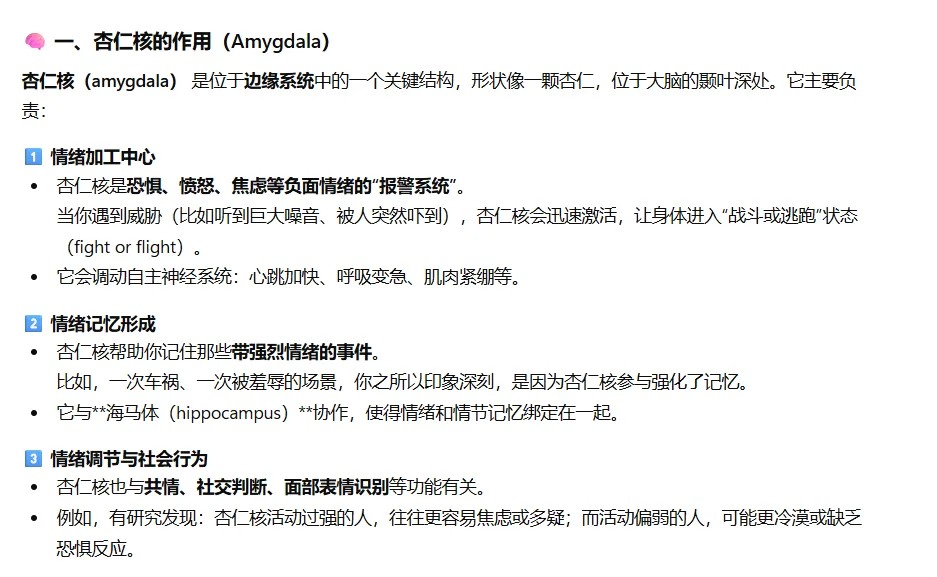 🧠 一、杏仁核的作用（Amygdala）
杏仁核（amygdala） 是位于边缘系统中的一个关键结构，形状像一颗杏仁，位于大脑的颞叶深处。它主要负
责：
1️⃣ 情绪加工中心
• 杏仁核是恐惧、愤怒、焦虑等负面情绪的“报警系统”。
当你遇到威胁（比如听到巨大噪音、被人突然吓到），杏仁核会迅速激活，让身体进入“战斗或逃跑”状态
（fight or flight）。
• 它会调动自主神经系统：心跳加快、呼吸变急、肌肉紧绷等。
2️⃣ 情绪记忆形成
• 杏仁核帮助你记住那些带强烈情绪的事件。
比如，一次车祸、一次被羞辱的场景，你之所以印象深刻，是因为杏仁核参与强化了记忆。
• 它与**海马体（hippocampus）**协作，使得情绪和情节记忆绑定在一起。
3️⃣ 情绪调节与社会行为
• 杏仁核也与共情、社交判断、面部表情识别等功能有关。
• 例如，有研究发现：杏仁核活动过强的人，往往更容易焦虑或多疑；而活动偏弱的人，可能更冷漠或缺乏
恐惧反应。